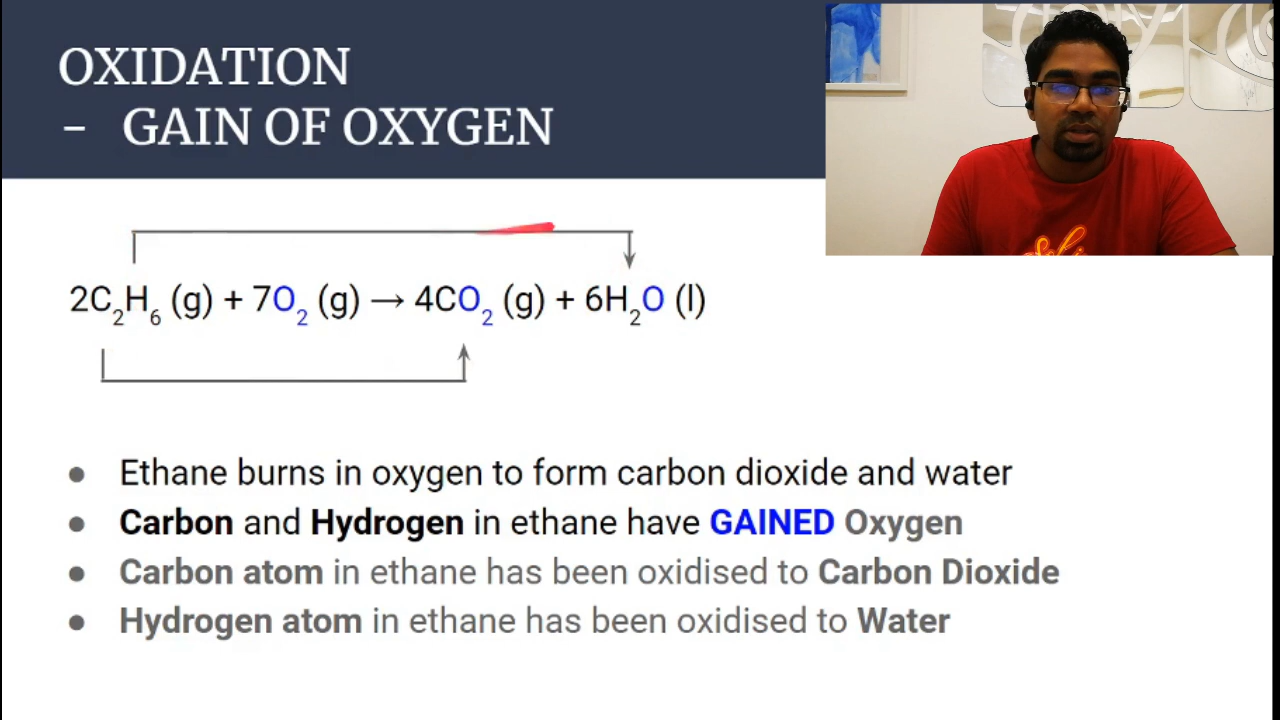 OXIDATION
- GAIN OF OXYGEN
2C₂H₆ (g) + 7O₂ (g) → 4CO₂ (g) + 6H₂O (l)
● Ethane burns in oxygen to form carbon dioxide and water
● Carbon and Hydrogen in ethane have GAINED Oxygen
● Carbon atom in ethane has been oxidised to Carbon Dioxide
● Hydrogen atom in ethane has been oxidised to Water